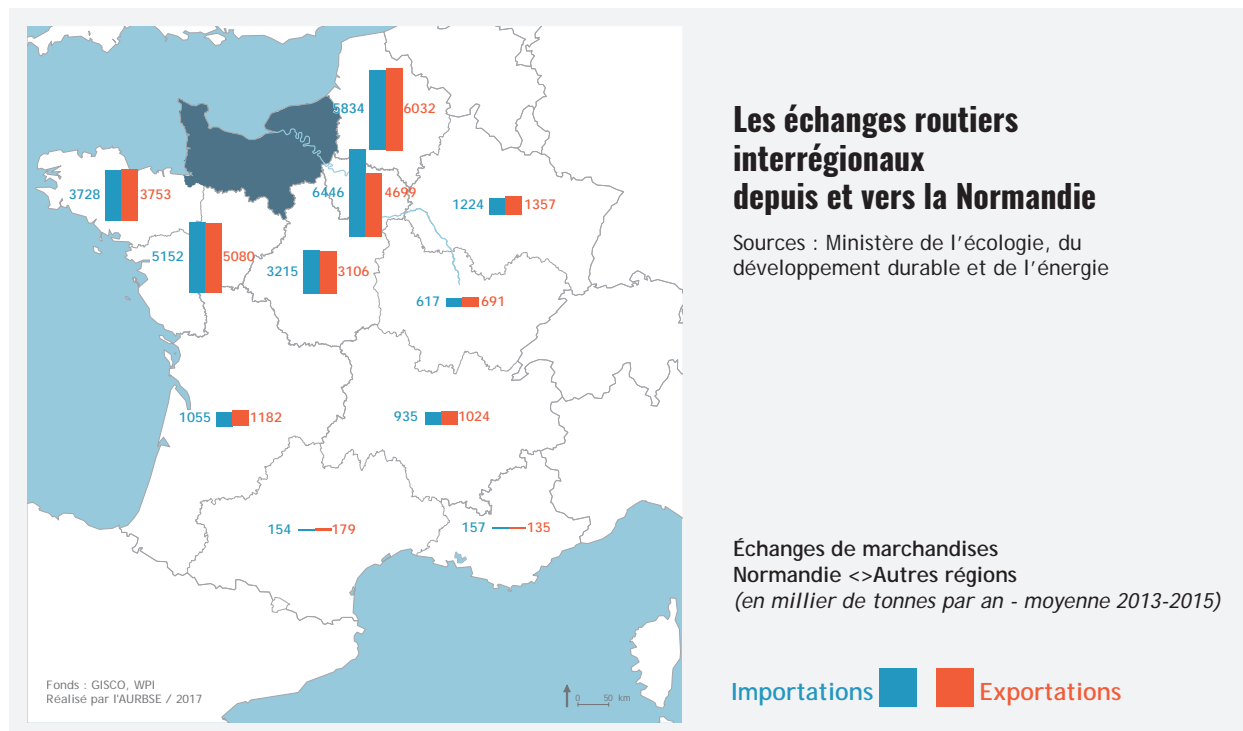 5834
6032
3728
3753
6446
4699
1224
1357
5152
5080
3215
3106
617
691
1055
1182
935
1024
154
179
157
135
Fonds : GISCO, WPI
Réalisé par l'AURBSE / 2017
0 50 km
Les échanges routiers
interrégionaux
depuis et vers la Normandie
Sources : Ministère de l'écologie, du
développement durable et de l'énergie
Échanges de marchandises
Normandie <>Autres régions
(en millier de tonnes par an - moyenne 2013-2015)
Importations
Exportations